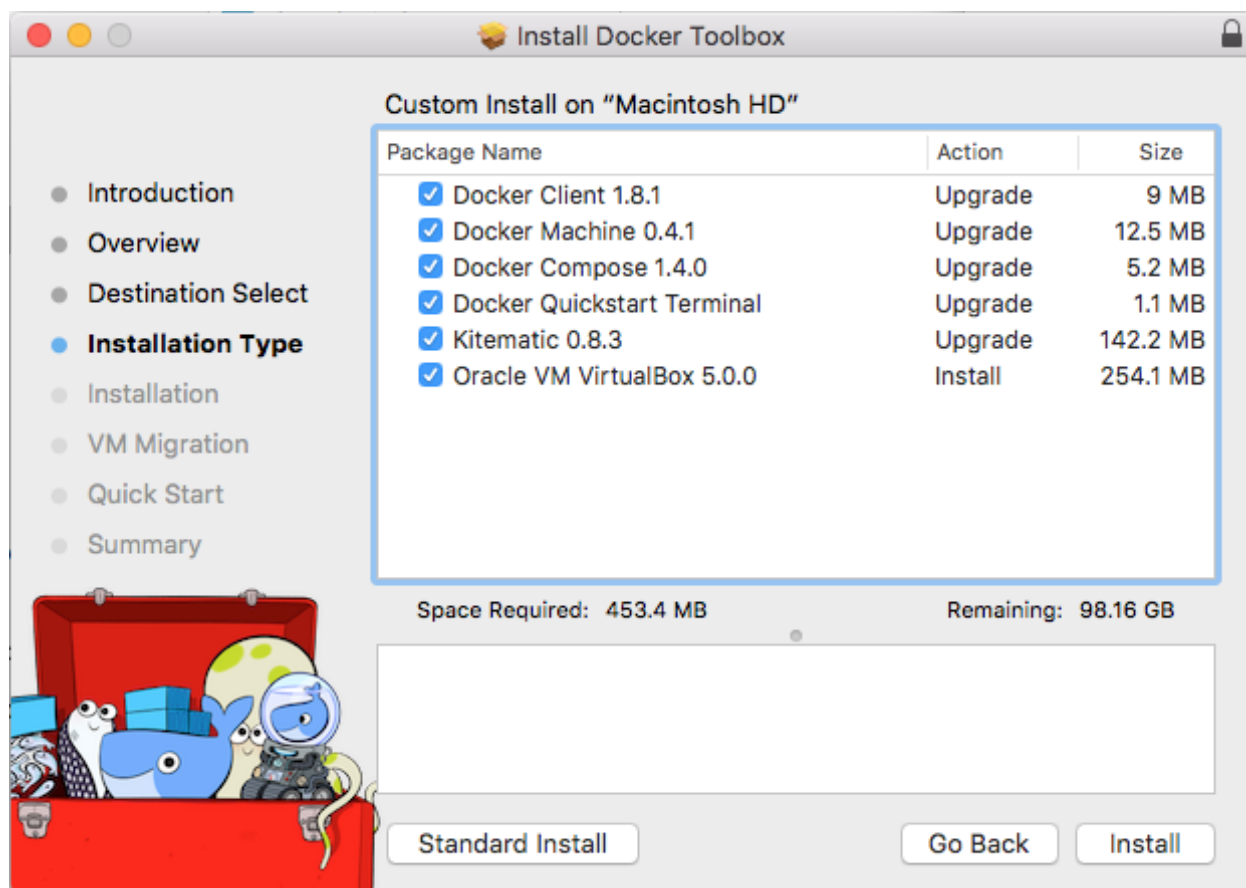 Install Docker Toolbox
Custom Install on “Macintosh HD”
Introduction
Overview
Destination Select
Installation Type
Installation
VM Migration
Quick Start
Summary
Package Name Action Size
Docker Client 1.8.1 Upgrade 9 MB
Docker Machine 0.4.1 Upgrade 12.5 MB
Docker Compose 1.4.0 Upgrade 5.2 MB
Docker Quickstart Terminal Upgrade 1.1 MB
Kitematic 0.8.3 Upgrade 142.2 MB
Oracle VM VirtualBox 5.0.0 Install 254.1 MB
Space Required: 453.4 MB Remaining: 98.16 GB
Standard Install Go Back Install